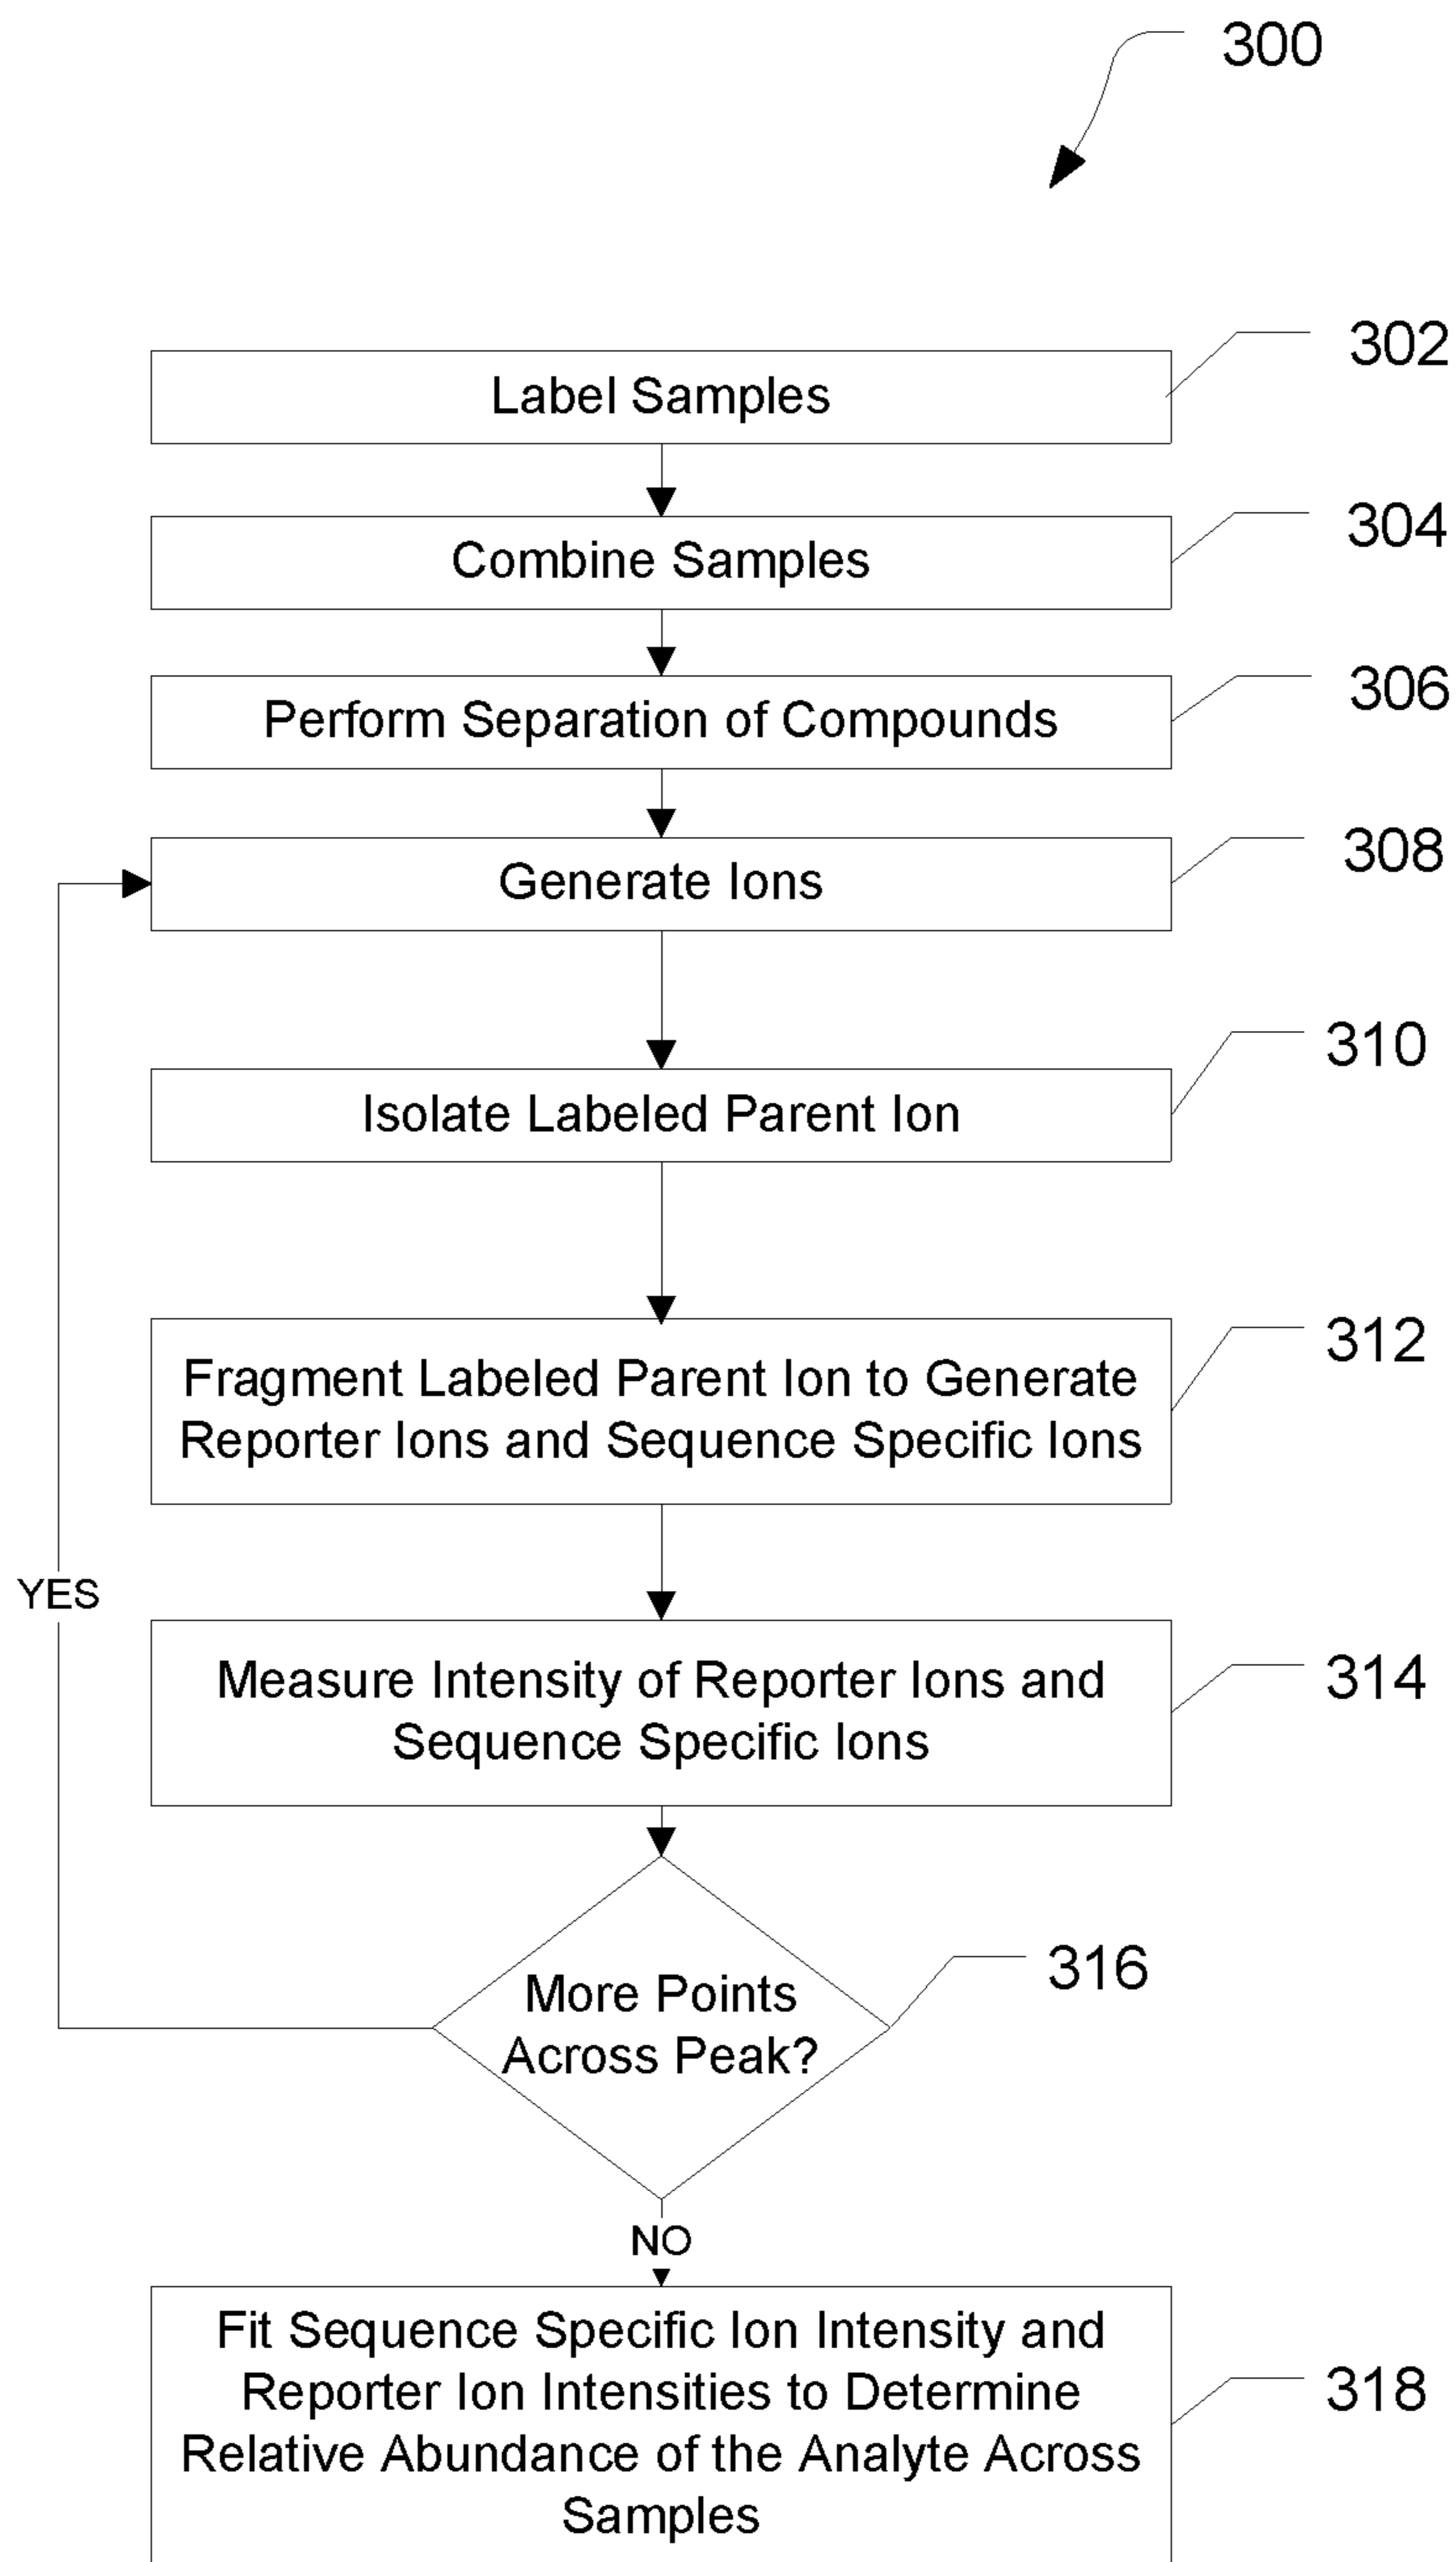 300
302
Label Samples
304
Combine Samples
306
Perform Separation of Compounds
308
Generate Ions
310
Isolate Labeled Parent Ion
312
Fragment Labeled Parent Ion to Generate
Reporter Ions and Sequence Specific Ions
YES
314
Measure Intensity of Reporter Ions and
Sequence Specific Ions
316
More Points
Across Peak?
NO
318
Fit Sequence Specific Ion Intensity and
Reporter Ion Intensities to Determine
Relative Abundance of the Analyte Across
Samples